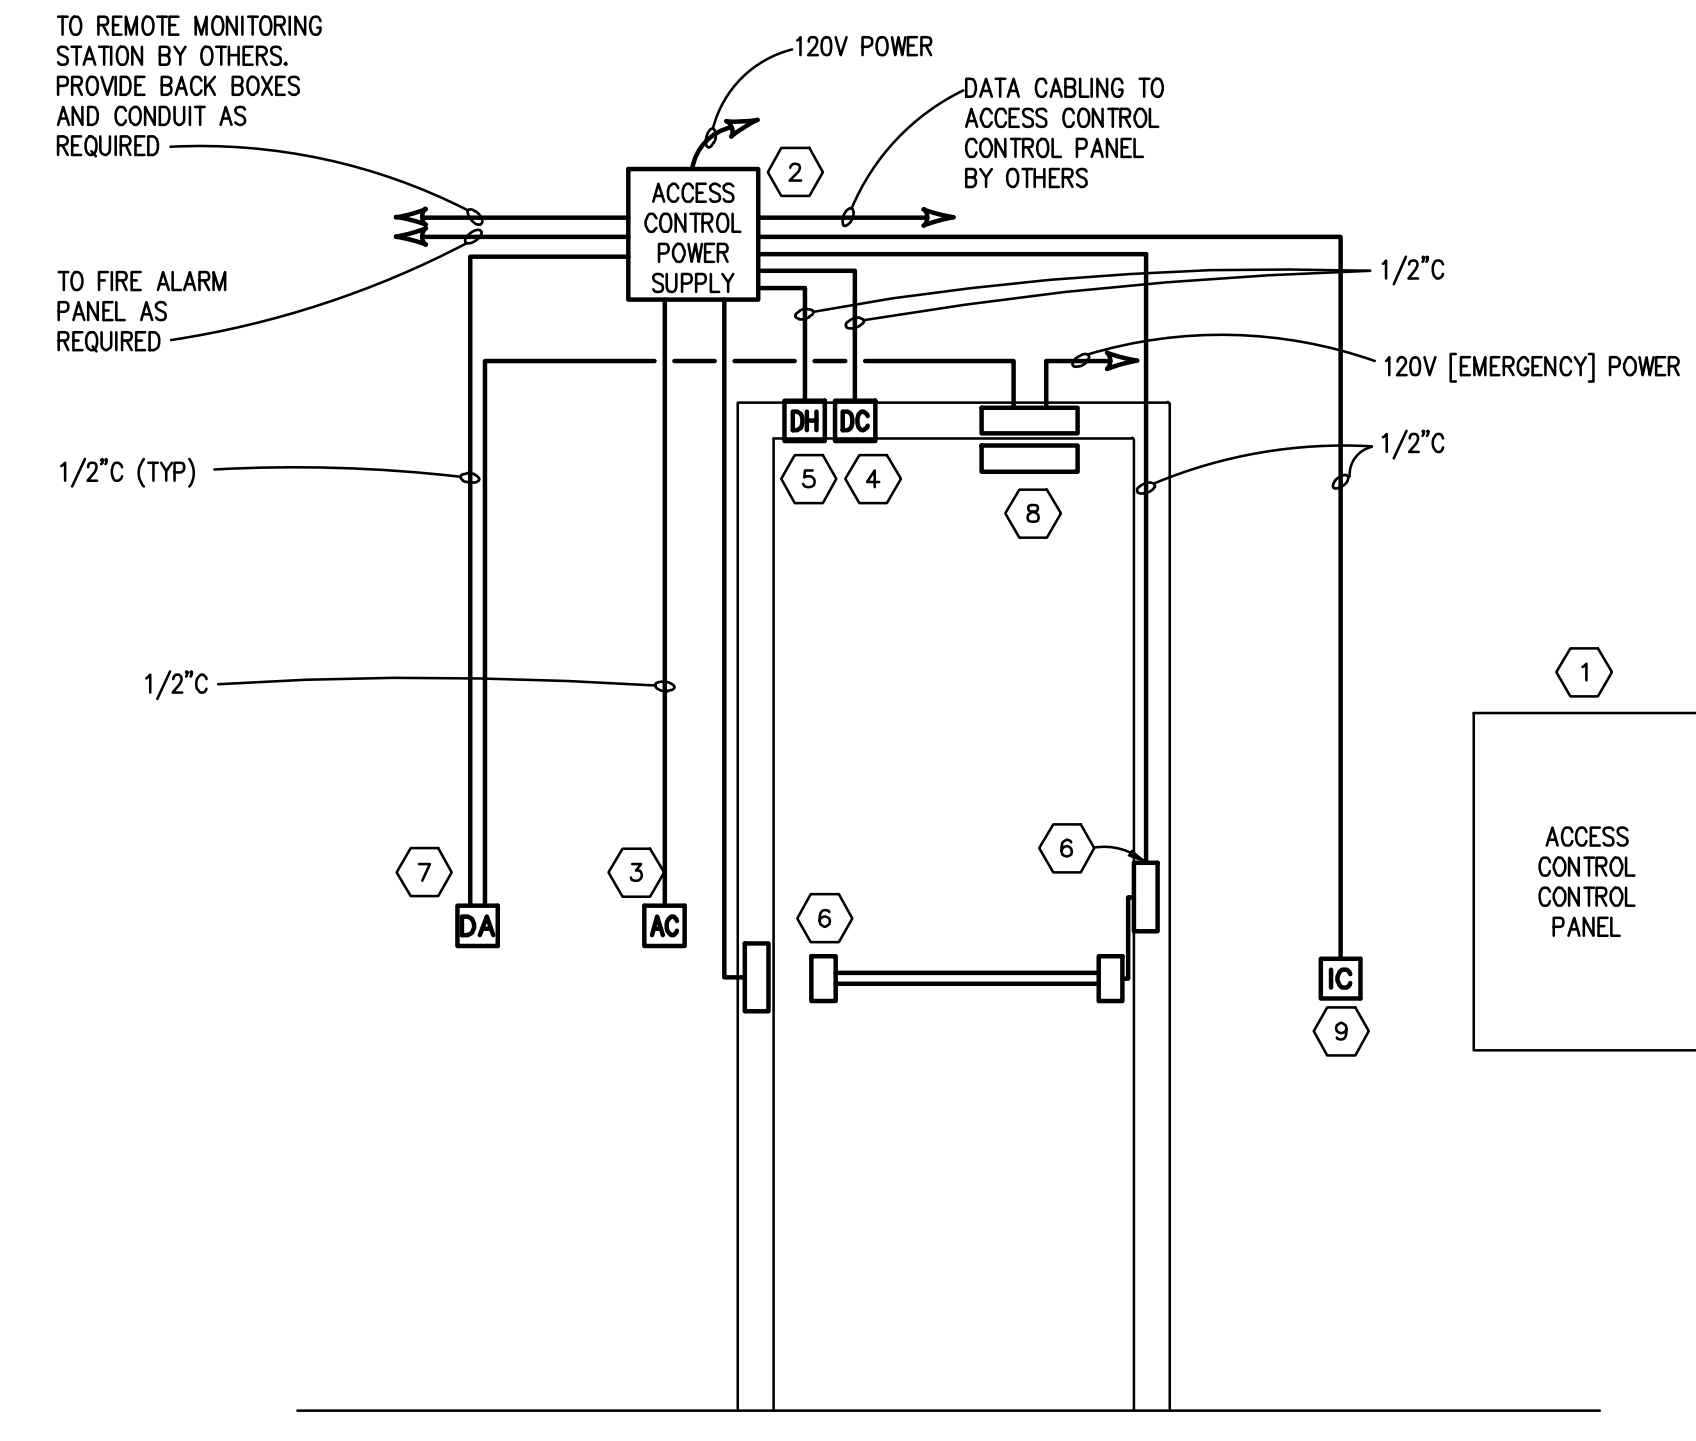 TO REMOTE MONITORING
STATION BY OTHERS.
PROVIDE BACK BOXES
AND CONDUIT AS
REQUIRED
120V POWER
DATA CABLING TO
ACCESS CONTROL
CONTROL PANEL
BY OTHERS
2
ACCESS
CONTROL
POWER
SUPPLY
TO FIRE ALARM
PANEL AS
REQUIRED
1/2"C
120V [EMERGENCY] POWER
DH
DC
1/2"C
1/2"C (TYP)
5
4
8
1/2"C
1
ACCESS
CONTROL
CONTROL
PANEL
6
7
3
6
DA
AC
IC
9